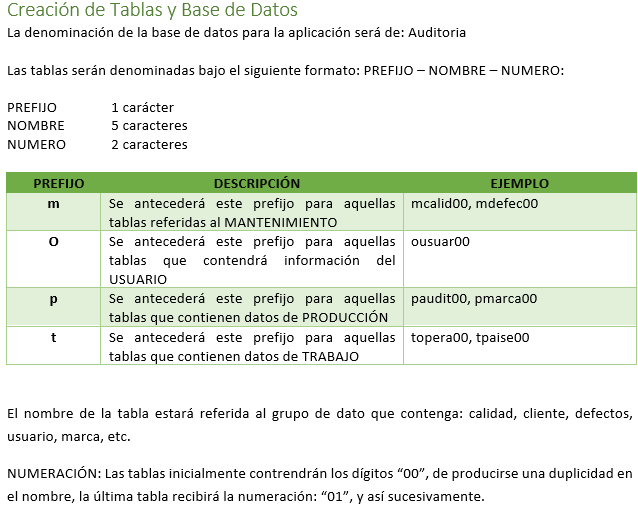 Creación de Tablas y Base de Datos
La denominación de la base de datos para la aplicación será de: Auditoria
Las tablas serán denominadas bajo el siguiente formato: PREFIJO – NOMBRE – NUMERO:
PREFIJO 1 carácter
NOMBRE 5 caracteres
NUMERO 2 caracteres
PREFIJO DESCRIPCIÓN EJEMPLO
m Se antecederá este prefijo para aquellas mcalid00, mdefec00
tablas referidas al MANTENIMIENTO
O Se antecederá este prefijo para aquellas ousuar00
tablas que contendrá información del
USUARIO
p Se antecederá este prefijo para aquellas paudit00, pmarca00
tablas que contienen datos de PRODUCCIÓN
t Se antecederá este prefijo para aquellas topera00, tpaise00
tablas que contienen datos de TRABAJO
El nombre de la tabla estará referida al grupo de dato que contenga: calidad, cliente, defectos,
usuario, marca, etc.
NUMERACIÓN: Las tablas inicialmente contrendrán los dígitos “00”, de producirse una duplicidad en
el nombre, la última tabla recibirá la numeración: “01”, y así sucesivamente.